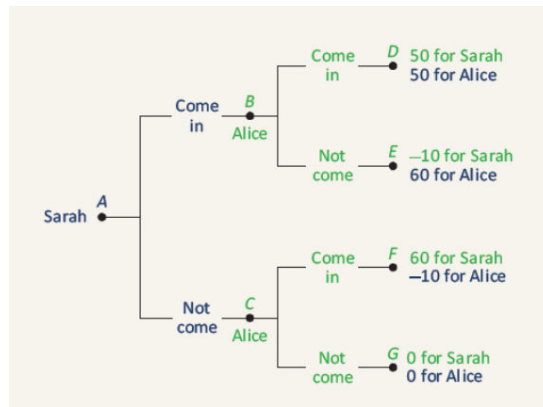 Come in
D 50 for Sarah
50 for Alice
Come in
B
Alice
Not come
E –10 for Sarah
60 for Alice
A
Sarah
Come in
F 60 for Sarah
–10 for Alice
Not come
C
Alice
Not come
G 0 for Sarah
0 for Alice